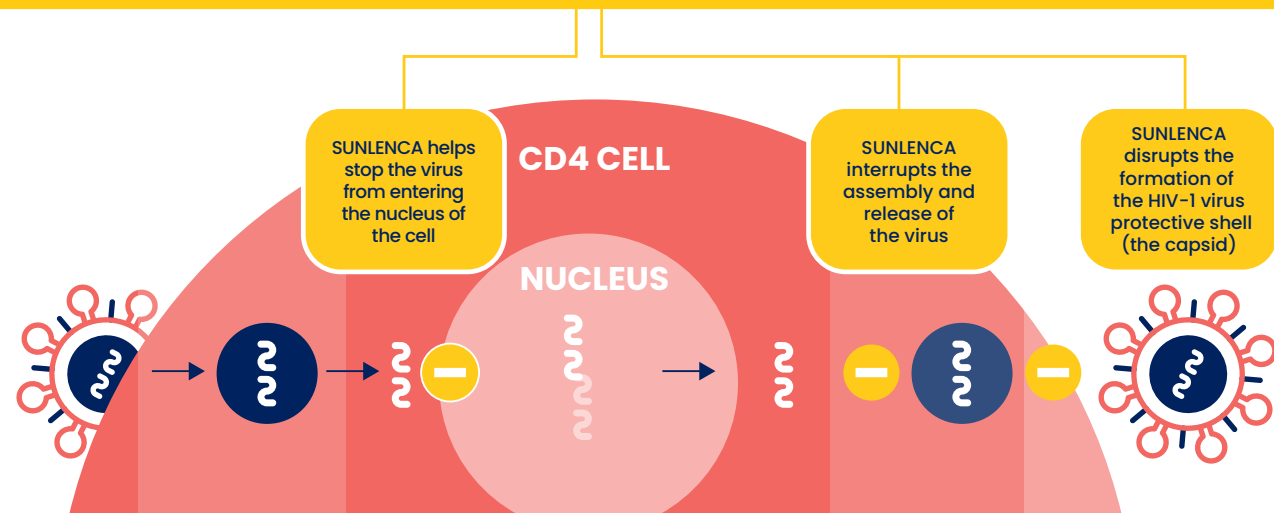 SUNLENCA helps
stop the virus
from entering
the nucleus of
the cell
CD4 CELL
NUCLEUS
SUNLENCA
interrupts the
assembly and
release of
the virus
SUNLENCA
disrupts the
formation of
the HIV-1 virus
protective shell
(the capsid)